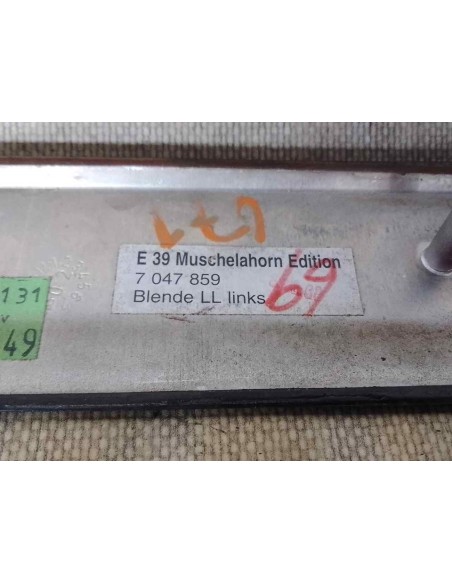 E 39 Muschelahorn Edition
7 047 859
Blende LL links
69
131
v
49